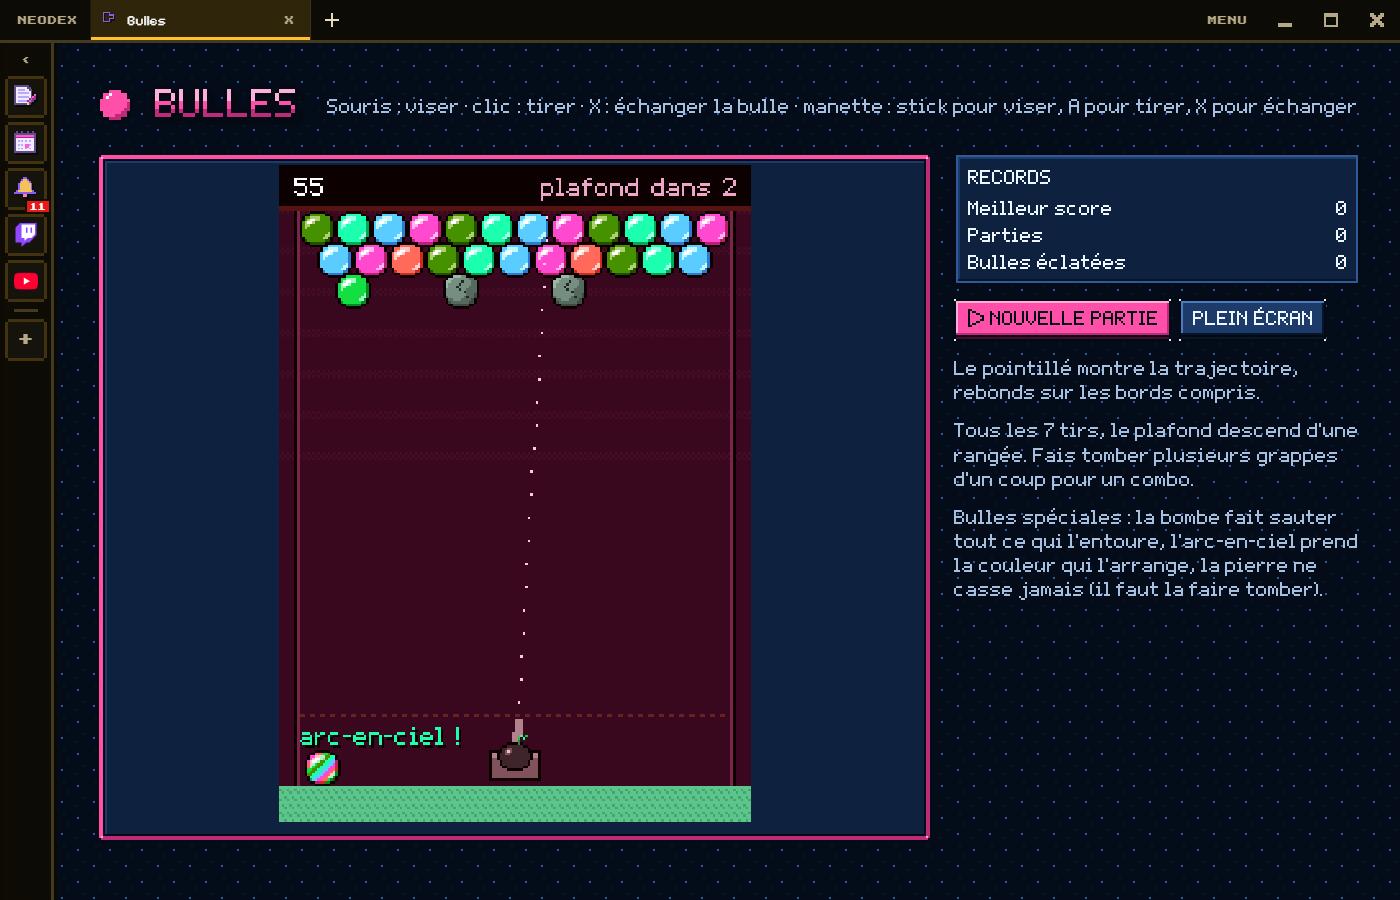 NEODEX
Bulles
MENU
11
BULLES
Souris : viser · clic : tirer · X : échanger la bulle · manette : stick pour viser, A pour tirer, X pour échanger
55
plafond dans 2
arc-en-ciel !
RECORDS
Meilleur score 0
Parties 0
Bulles éclatées 0
NOUVELLE PARTIE
PLEIN ÉCRAN
Le pointillé montre la trajectoire,
rebonds sur les bords compris.
Tous les 7 tirs, le plafond descend d'une
rangée. Fais tomber plusieurs grappes
d'un coup pour un combo.
Bulles spéciales : la bombe fait sauter
tout ce qui l'entoure, l'arc-en-ciel prend
la couleur qui l'arrange, la pierre ne
casse jamais (il faut la faire tomber).